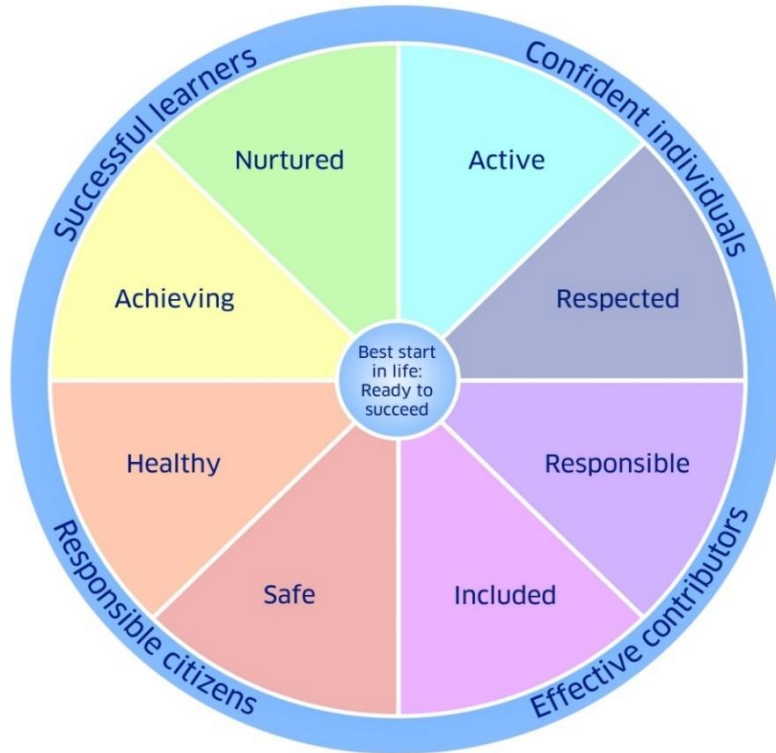 Successful learners
Confident individuals
Nurtured
Active
Achieving
Respected
Best start
in life:
Ready to
succeed
Healthy
Responsible
Safe
Included
Responsible citizens
Effective contributors